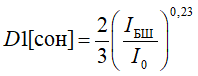 D1[сон] = 2/3 (I_БШ / I_0)^0,23